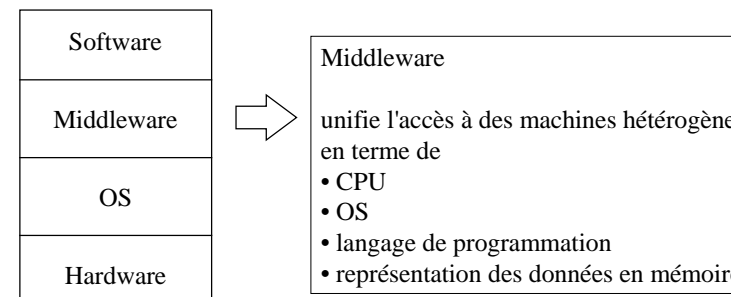 Software
Middleware
OS
Hardware
Middleware
unifie l'accès à des machines hétérogène
en terme de
• CPU
• OS
• langage de programmation
• représentation des données en mémoire